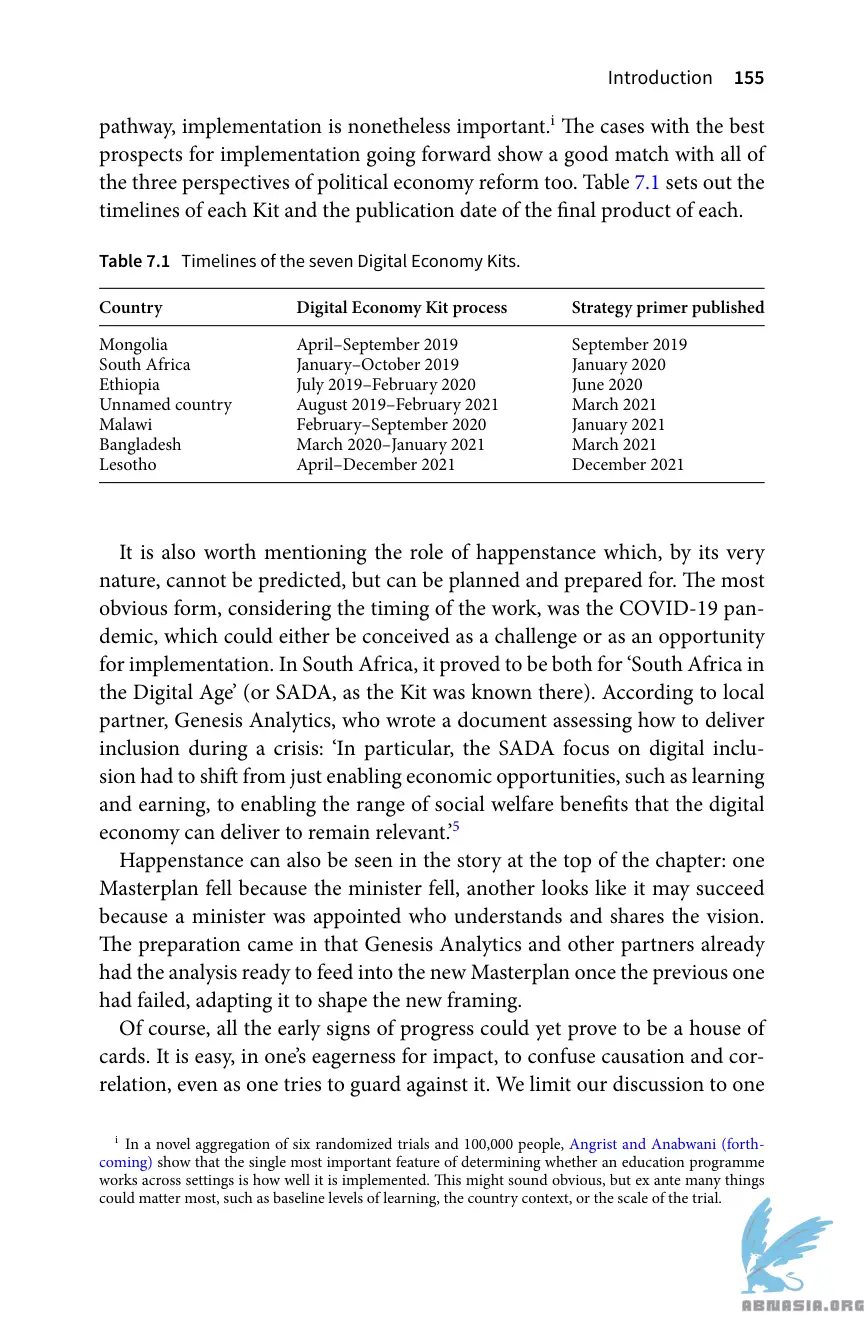 Introduction 155
pathway, implementation is nonetheless important.i The cases with the best
prospects for implementation going forward show a good match with all of
the three perspectives of political economy reform too. Table 7.1 sets out the
timelines of each Kit and the publication date of the final product of each.
Table 7.1 Timelines of the seven Digital Economy Kits.
Country Digital Economy Kit process Strategy primer published
Mongolia April–September 2019 September 2019
South Africa January–October 2019 January 2020
Ethiopia July 2019–February 2020 June 2020
Unnamed country August 2019–February 2021 March 2021
Malawi February–September 2020 January 2021
Bangladesh March 2020–January 2021 March 2021
Lesotho April–December 2021 December 2021
It is also worth mentioning the role of happenstance which, by its very
nature, cannot be predicted, but can be planned and prepared for. The most
obvious form, considering the timing of the work, was the COVID-19 pan-
demic, which could either be conceived as a challenge or as an opportunity
for implementation. In South Africa, it proved to be both for ‘South Africa in
the Digital Age’ (or SADA, as the Kit was known there). According to local
partner, Genesis Analytics, who wrote a document assessing how to deliver
inclusion during a crisis: ‘In particular, the SADA focus on digital inclu-
sion had to shift from just enabling economic opportunities, such as learning
and earning, to enabling the range of social welfare benefits that the digital
economy can deliver to remain relevant.’5
Happenstance can also be seen in the story at the top of the chapter: one
Masterplan fell because the minister fell, another looks like it may succeed
because a minister was appointed who understands and shares the vision.
The preparation came in that Genesis Analytics and other partners already
had the analysis ready to feed into the new Masterplan once the previous one
had failed, adapting it to shape the new framing.
Of course, all the early signs of progress could yet prove to be a house of
cards. It is easy, in one’s eagerness for impact, to confuse causation and cor-
relation, even as one tries to guard against it. We limit our discussion to one
i In a novel aggregation of six randomized trials and 100,000 people, Angrist and Anabwani (forth-
coming) show that the single most important feature of determining whether an education programme
works across settings is how well it is implemented. This might sound obvious, but ex ante many things
could matter most, such as baseline levels of learning, the country context, or the scale of the trial.
ABNASIA.ORG